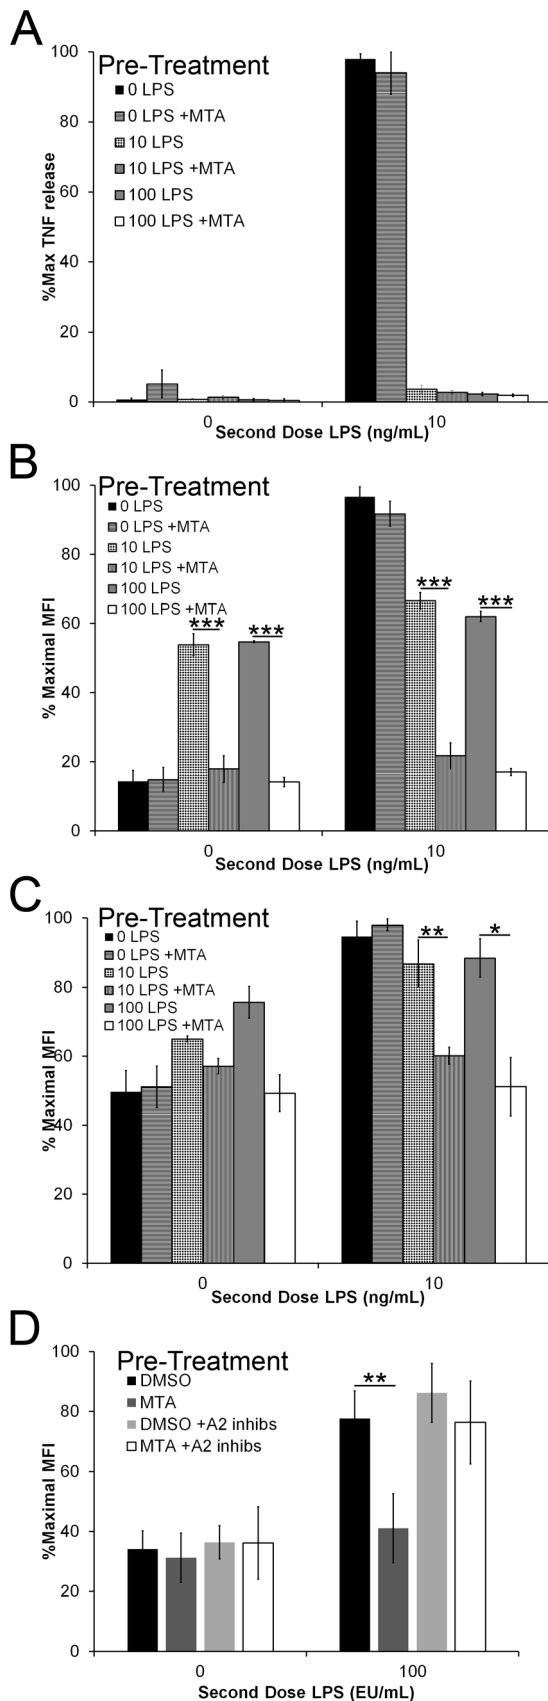 A
Pre-Treatment
0 LPS
0 LPS +MTA
10 LPS
10 LPS +MTA
100 LPS
100 LPS +MTA
%Max TNF release
100
80
60
40
20
0
0
10
Second Dose LPS (ng/mL)
B
Pre-Treatment
0 LPS
0 LPS +MTA
10 LPS
10 LPS +MTA
100 LPS
100 LPS +MTA
% Maximal MFI
100
80
60
40
20
0
***
***
***
***
0
10
Second Dose LPS (ng/mL)
C
Pre-Treatment
0 LPS
0 LPS +MTA
10 LPS
10 LPS +MTA
100 LPS
100 LPS +MTA
% Maximal MFI
100
80
60
40
20
0
**
*
0
10
Second Dose LPS (ng/mL)
D
Pre-Treatment
DMSO
MTA
DMSO +A2 inhibs
MTA +A2 inhibs
%Maximal MFI
100
80
60
40
20
0
**
0
100
Second Dose LPS (EU/mL)